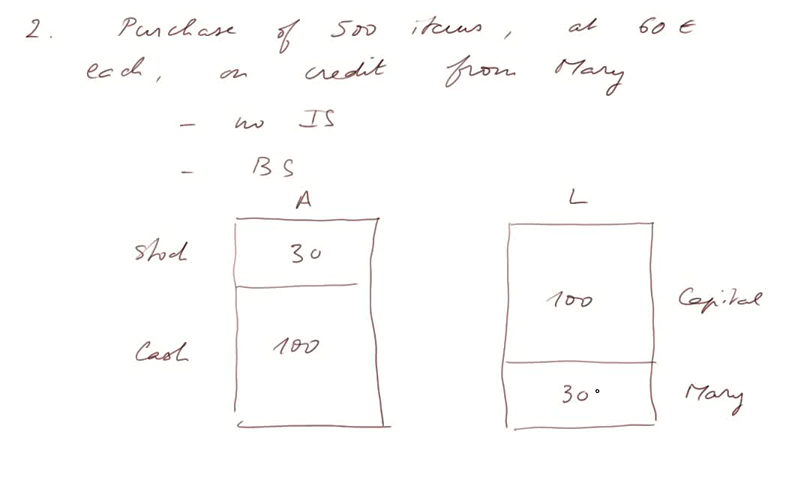 2. Purchase of 500 items, at 60 €
each, on credit from Mary
- no IS
- BS
A L
Stock 30
100 Capital
Cash 100
30 Mary